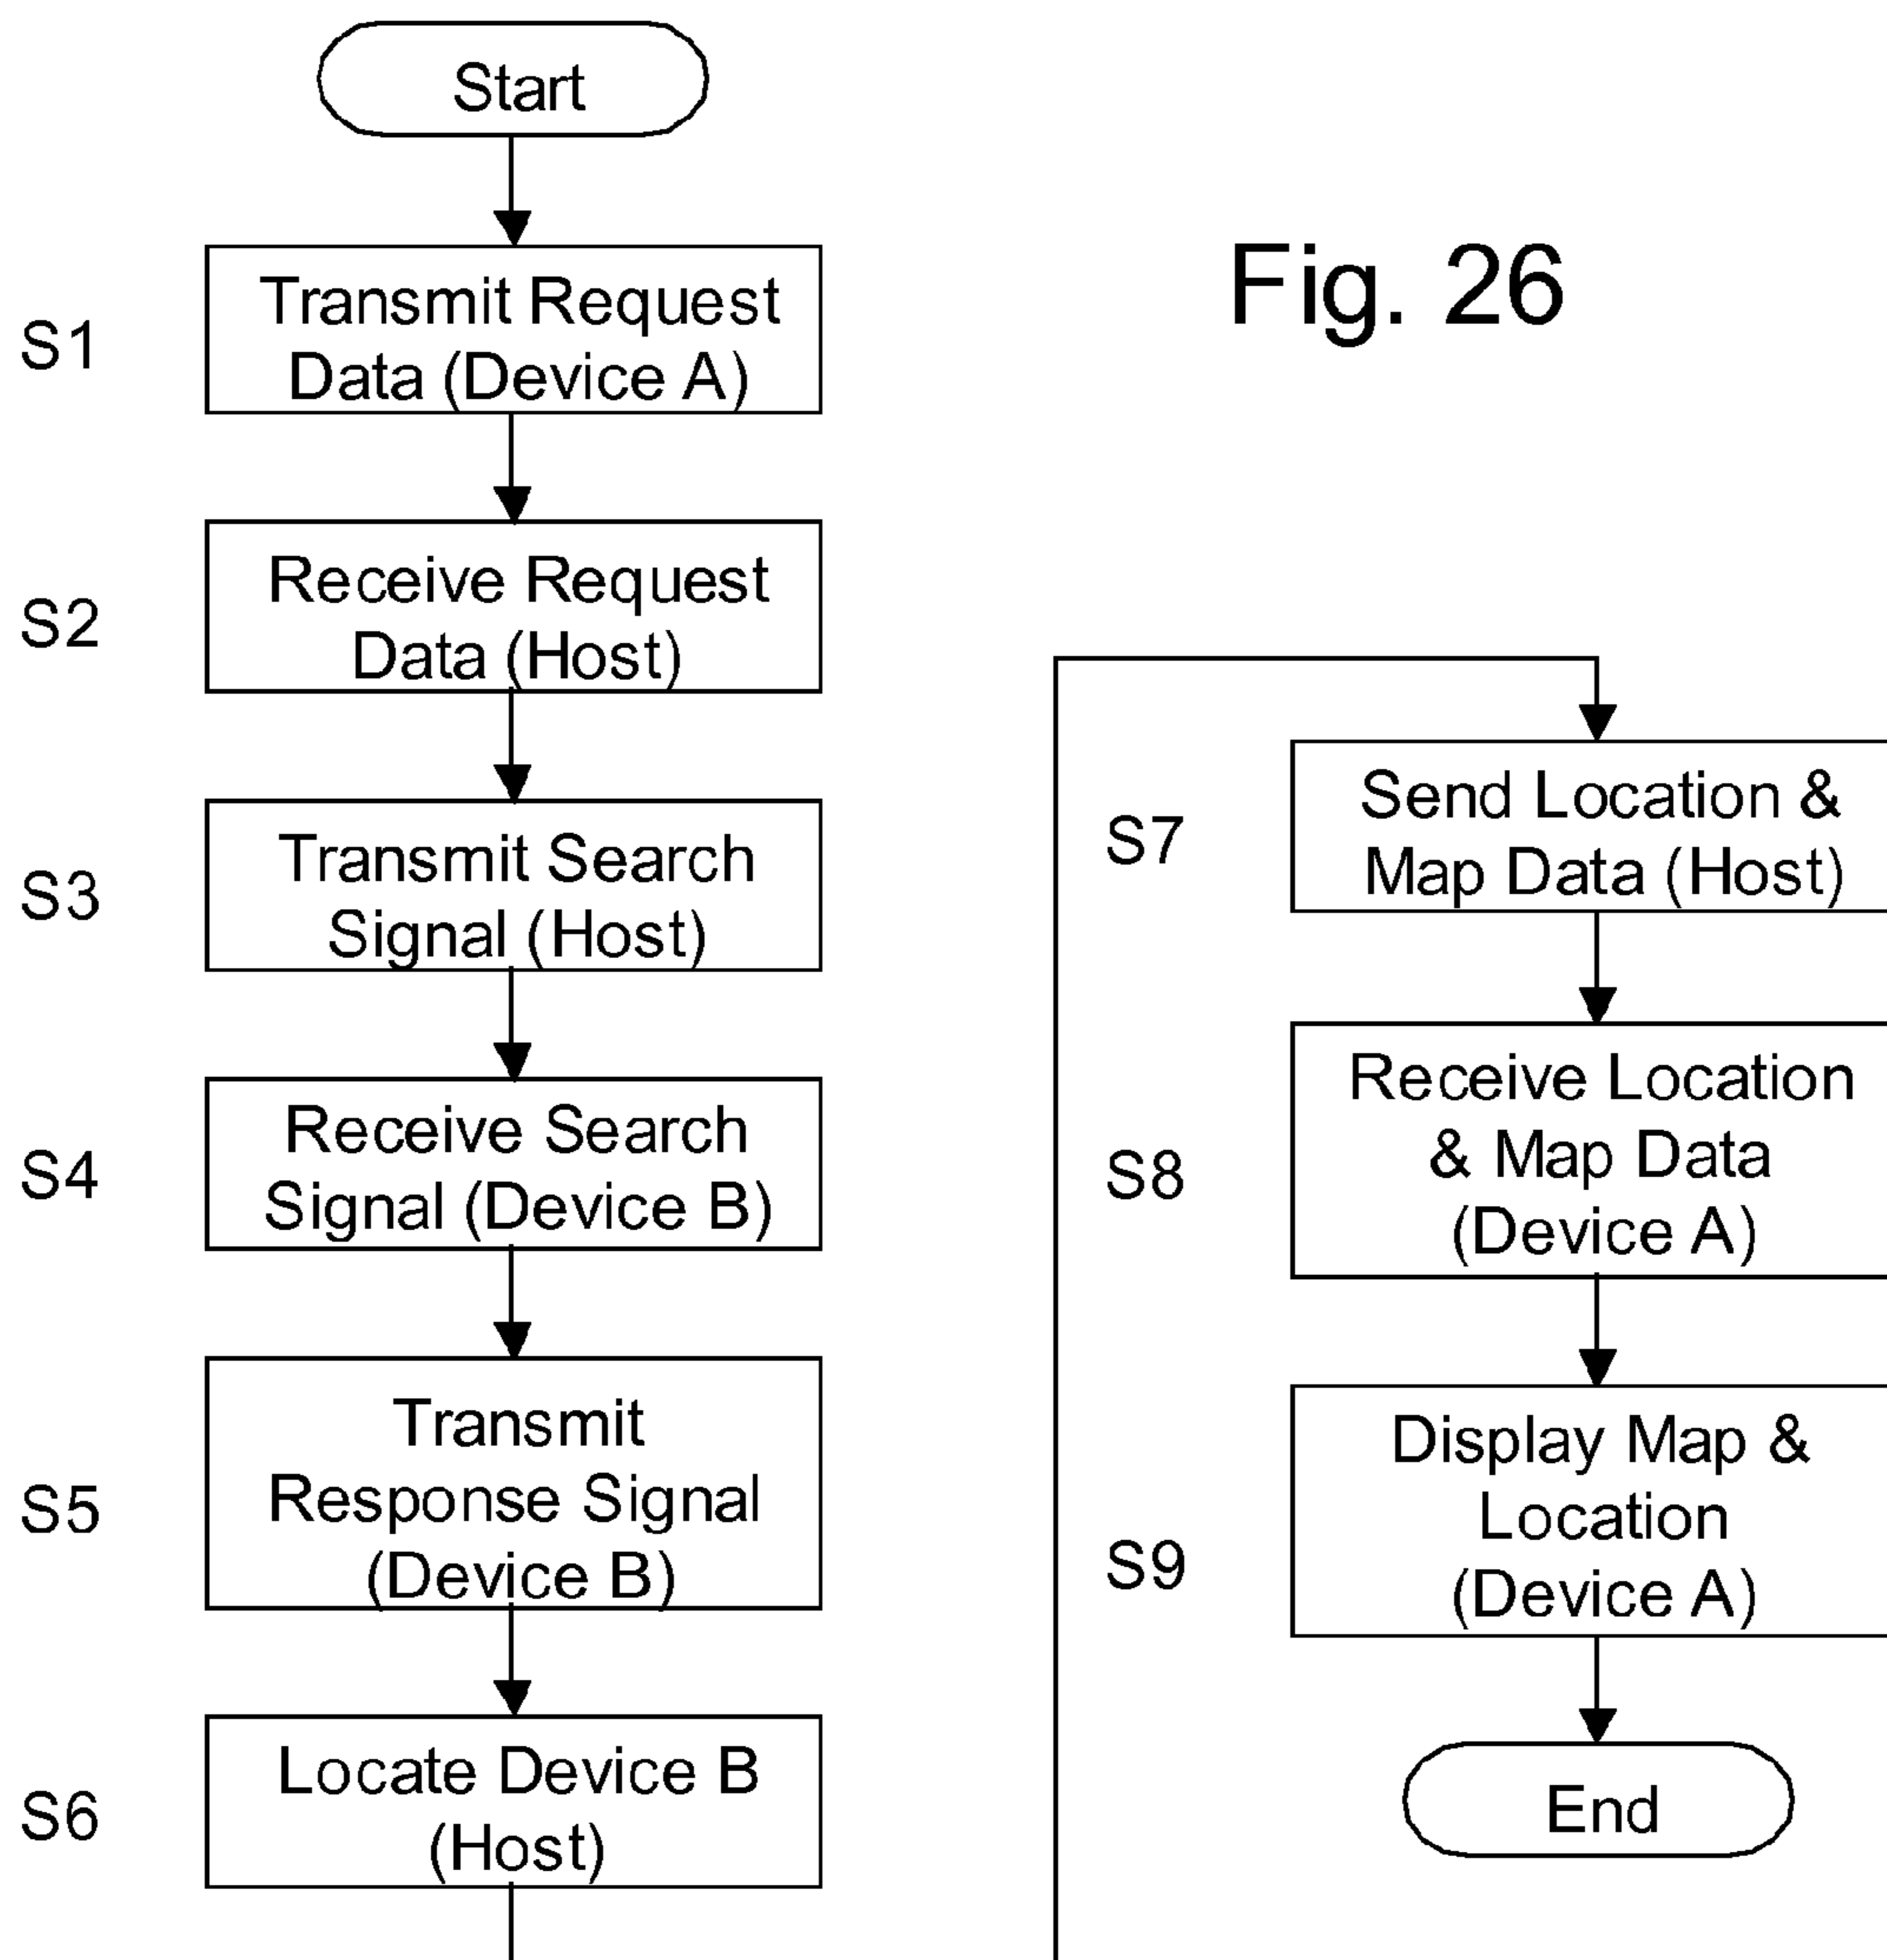 Start
Fig. 26
S1
Transmit Request
Data (Device A)
S2
Receive Request
Data (Host)
S3
Transmit Search
Signal (Host)
S4
Receive Search
Signal (Device B)
S5
Transmit
Response Signal
(Device B)
S6
Locate Device B
(Host)
S7
Send Location &
Map Data (Host)
S8
Receive Location
& Map Data
(Device A)
S9
Display Map &
Location
(Device A)
End